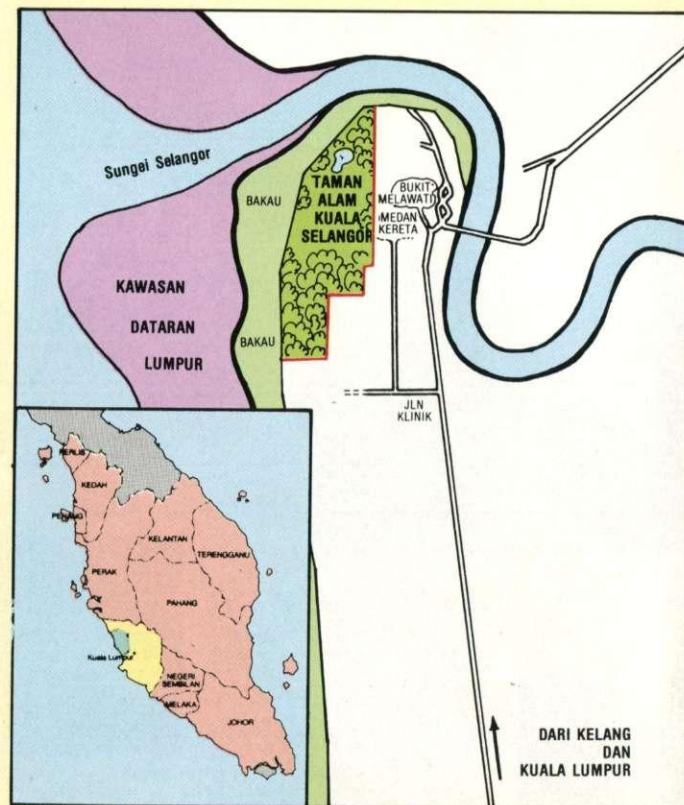 Sungei Selangor
BAKAU
TAMAN
ALAM
KUALA
SELANGOR
BUKIT
MELAWATI
MEDAN
KERETA
KAWASAN
DATARAN
LUMPUR
BAKAU
JLN
KLINIK
PERLIS
KEDAH
PENANG
KELANTAN
TERENGGANU
PERAK
PAHANG
Kuala Lumpur
NEGERI
SEMBILAN
MELAKA
JOHOR
DARI KELANG
DAN
KUALA LUMPUR